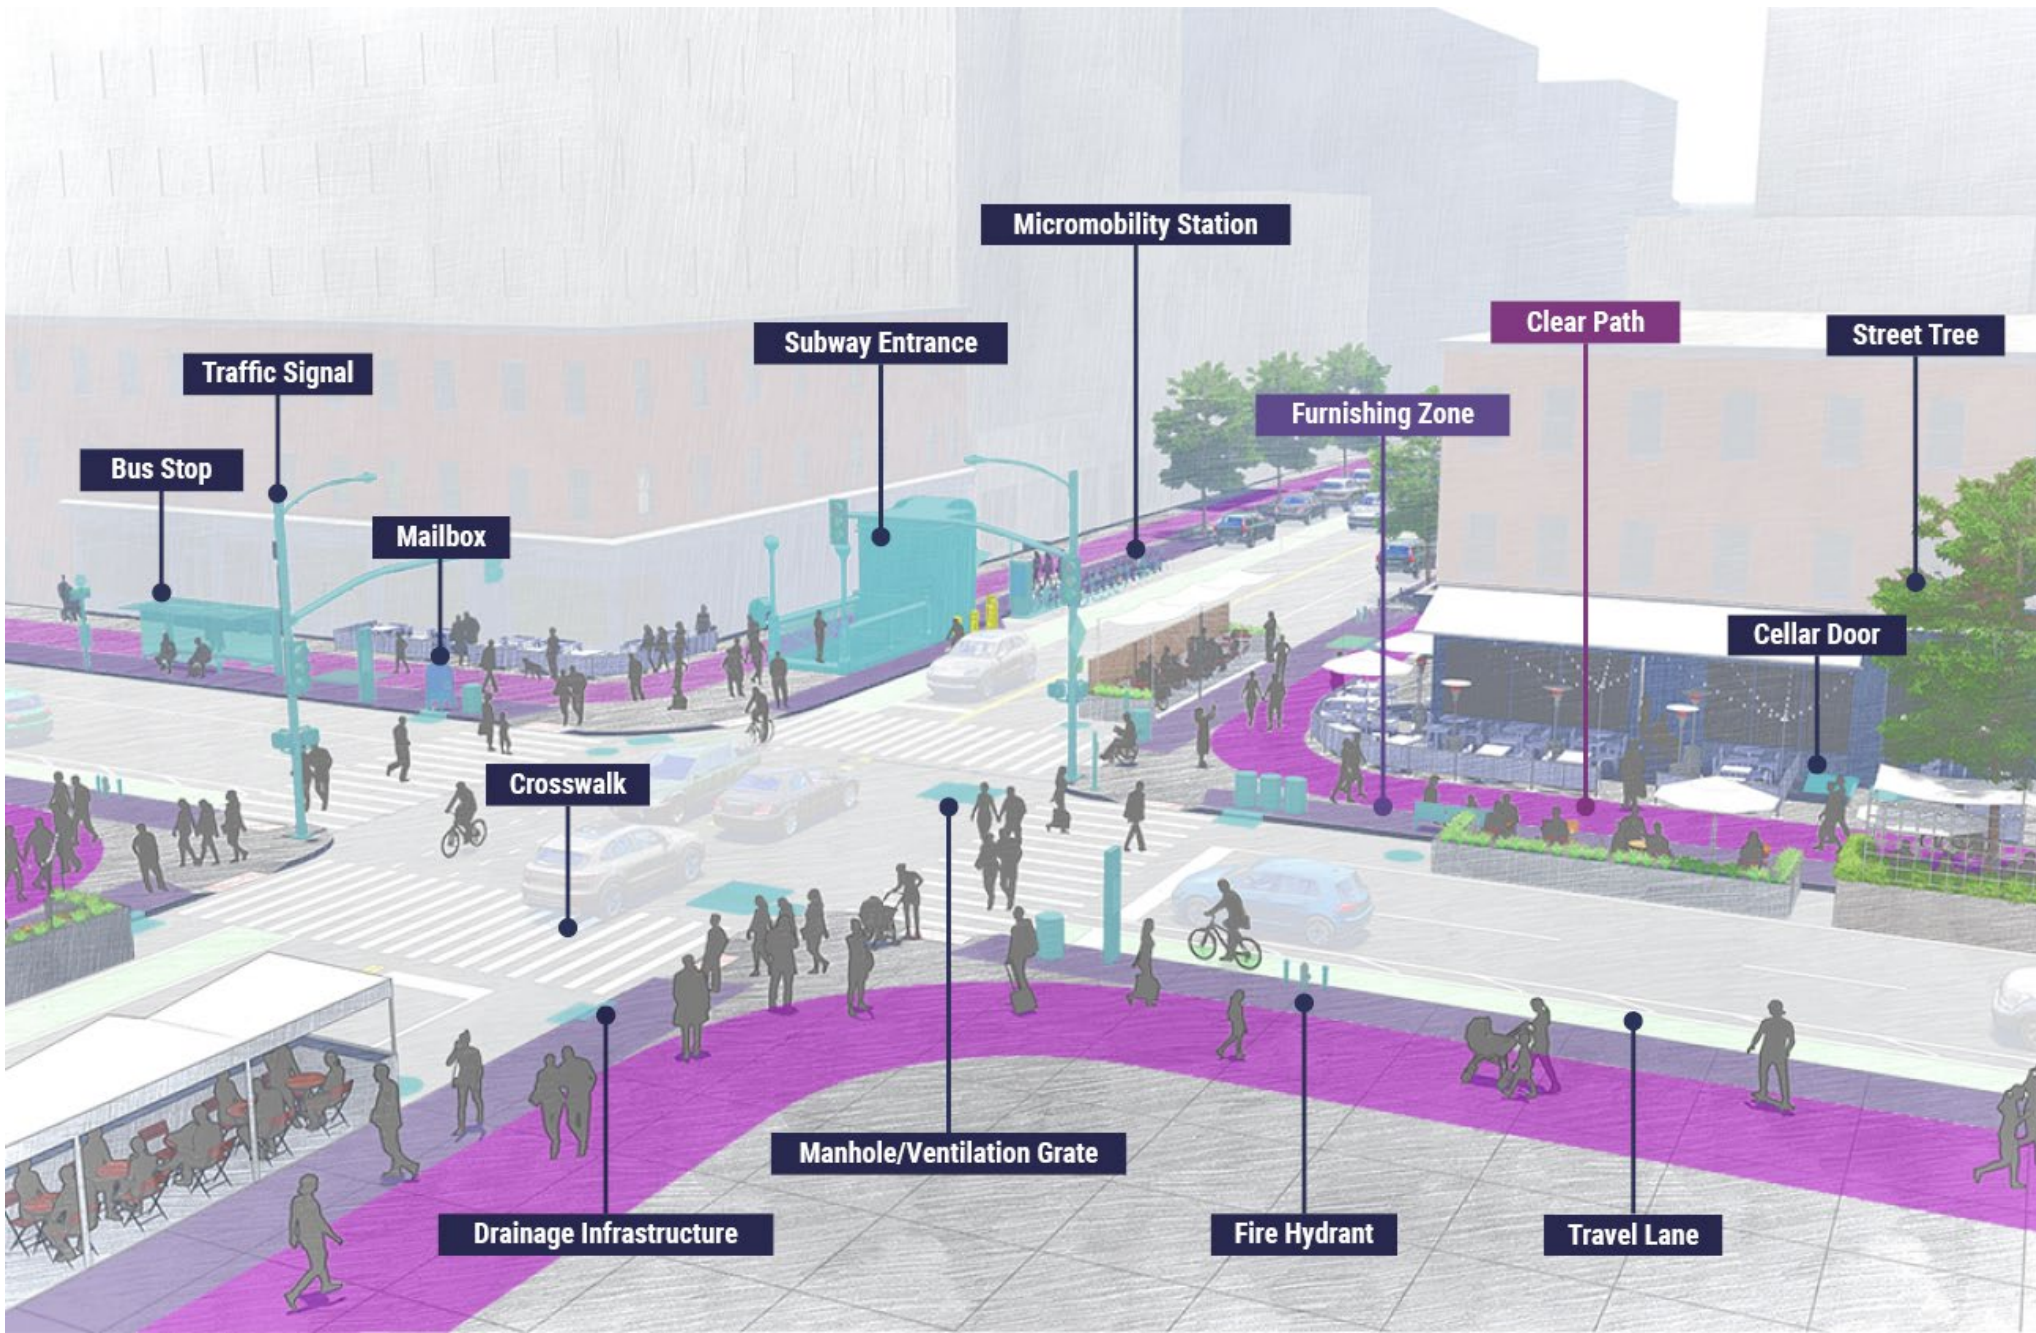 Micromobility Station
Clear Path
Street Tree
Subway Entrance
Traffic Signal
Furnishing Zone
Bus Stop
Mailbox
Cellar Door
Crosswalk
Manhole/Ventilation Grate
Drainage Infrastructure
Fire Hydrant
Travel Lane